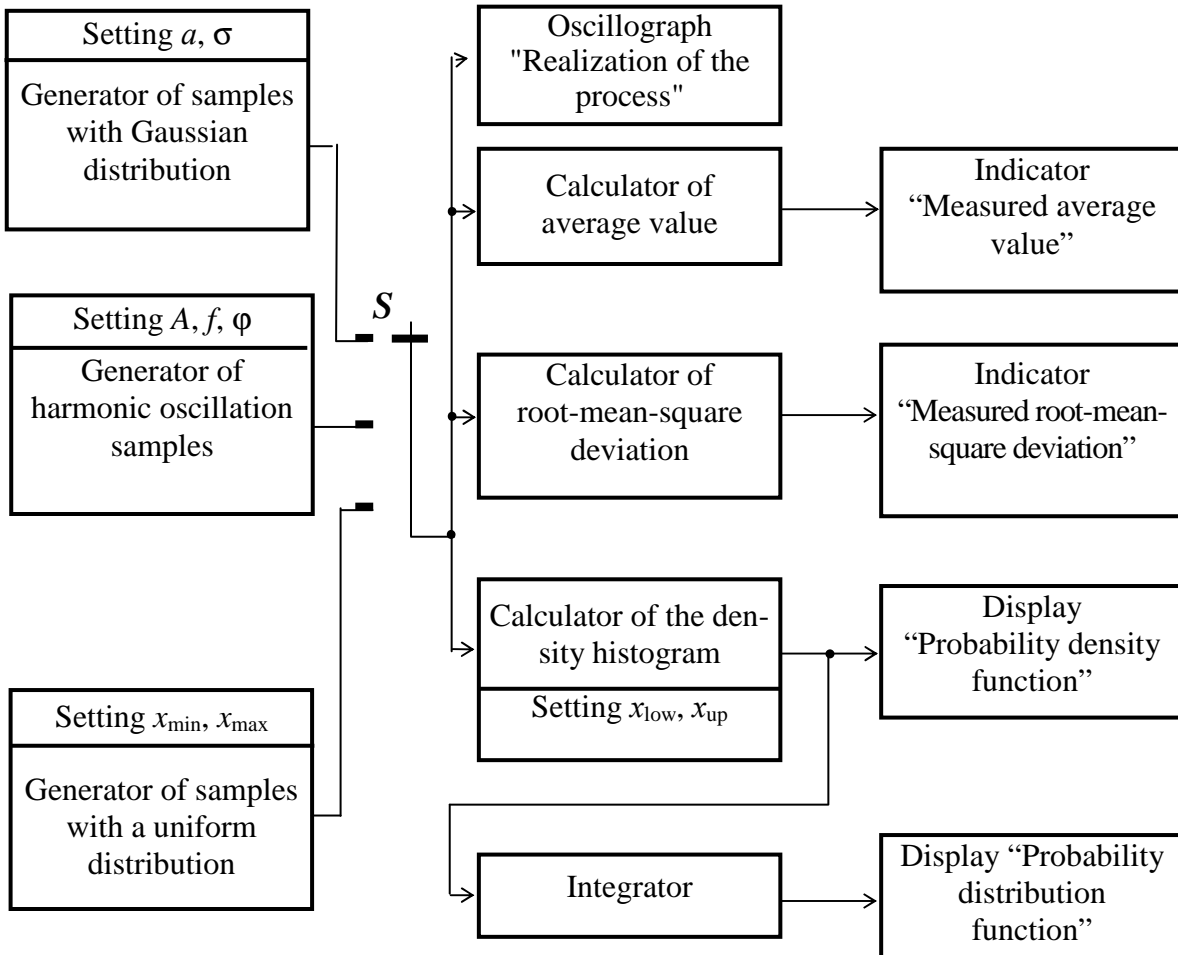 Setting a, σ
Generator of samples
with Gaussian
distribution
Setting A, f, φ
Generator of
harmonic oscillation
samples
Setting xmin, xmax
Generator of samples
with a uniform
distribution
S
Oscillograph
"Realization of the
process"
Calculator of
average value
Indicator
“Measured average
value”
Calculator of
root-mean-square
deviation
Indicator
“Measured root-mean-
square deviation”
Calculator of the den-
sity histogram
Setting xlow, xup
Display
“Probability density
function”
Integrator
Display “Probability
distribution
function”